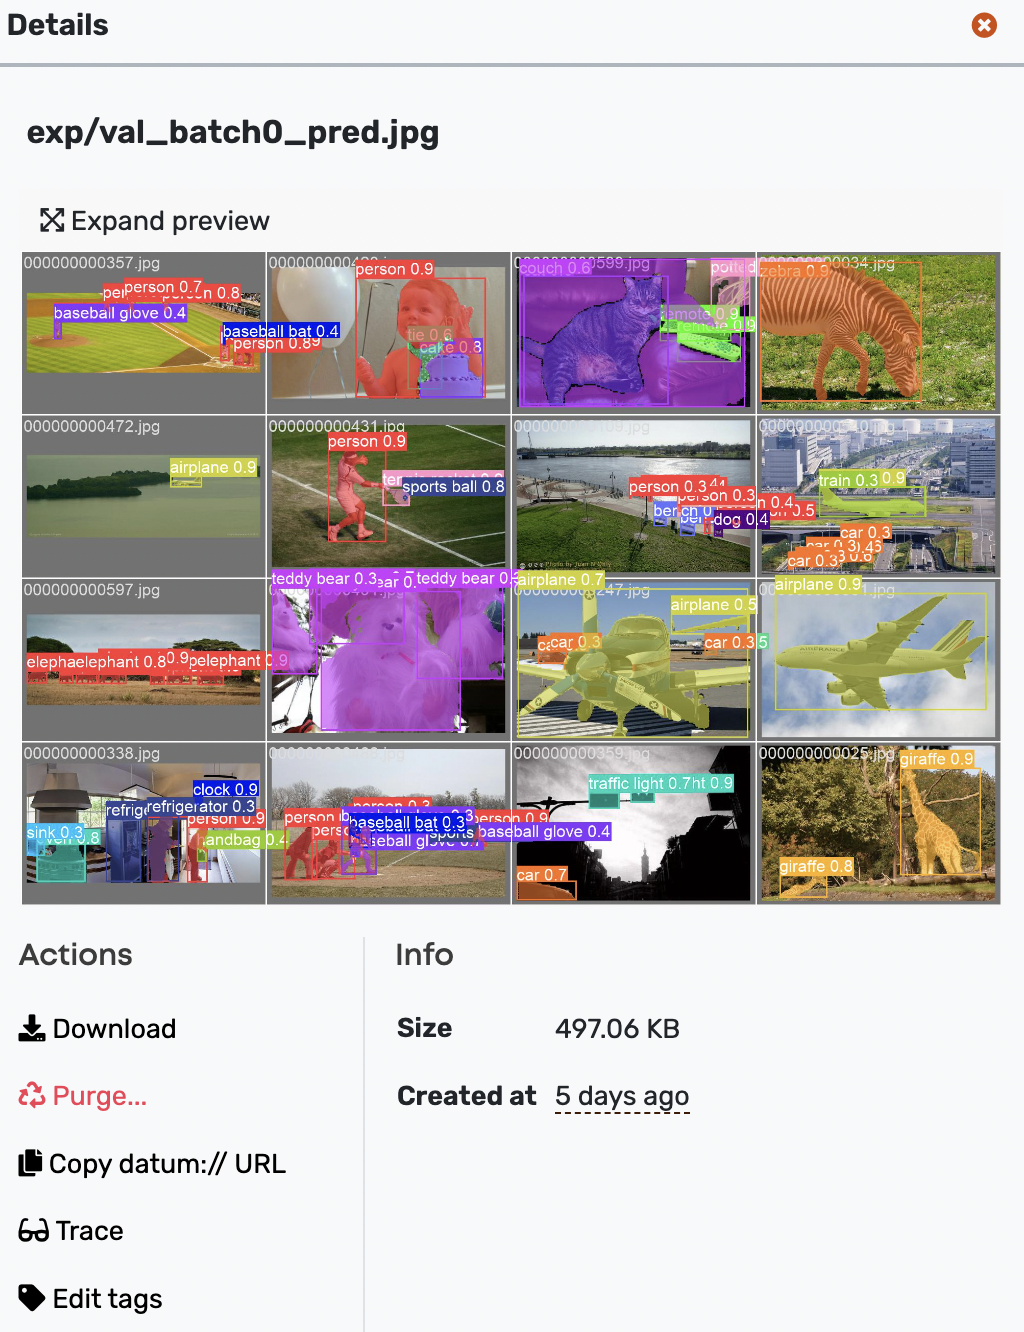 Details
exp/val_batch0_pred.jpg
Expand preview
000000000357.jpg
person 0.7
person 0.8
baseball glove 0.4
baseball bat 0.4
person 0.89
person 0.9
tie 0.6
cake 0.8
couch 0.6
599.jpg
potted
remote 0.9
remote 0.9
zebra 0.9
034.jpg
000000000472.jpg
airplane 0.9
000000000431.jpg
person 0.9
sports ball 0.8
person 0.3
person 0.3
bench 0
dog 0.4
train 0.3
0.9
car 0.3
car 0.3
000000000597.jpg
elephant 0.8
0.9
elephant 0.9
teddy bear 0.3
teddy bear 0.
airplane 0.7
247.jpg
airplane 0.5
car 0.3
car 0.3
5
airplane 0.9
AIRFRANCE
000000000338.jpg
clock 0.9
refrigerator 0.3
person 0.9
sink 0.3
oven 0.8
handbag 0.4
person 0.3
person
baseball bat 0.3
person 0.9
sports
baseball glove 0.4
000000000359.jpg
traffic light 0.7
ht 0.9
car 0.7
000000000025.jpg
giraffe 0.9
giraffe 0.8
Actions
Download
Purge...
Copy datum:// URL
Trace
Edit tags
Info
Size 497.06 KB
Created at 5 days ago